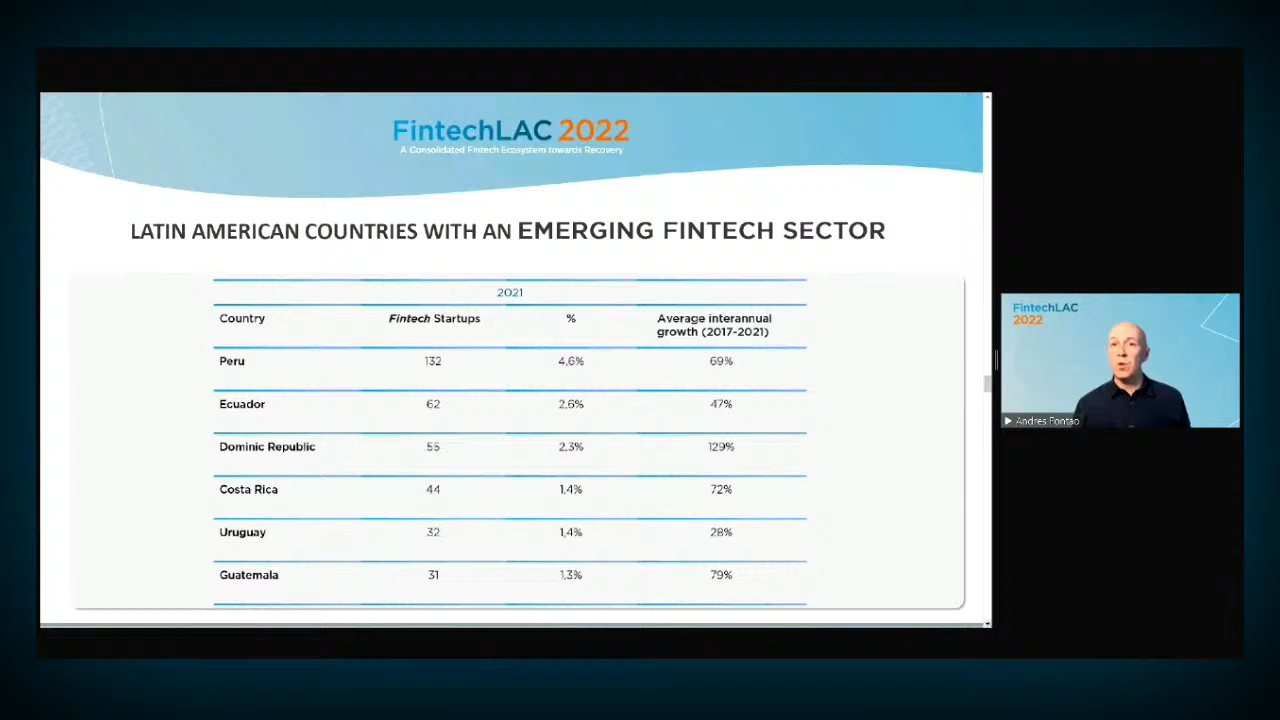 FintechLAC 2022
A Consolidated Fintech Ecosystem towards Recovery
LATIN AMERICAN COUNTRIES WITH AN EMERGING FINTECH SECTOR
2021
Country Fintech Startups % Average interannual
growth (2017-2021)
Peru 132 4,6% 69%
Ecuador 62 2,6% 47%
Dominic Republic 55 2,3% 129%
Costa Rica 44 1,4% 72%
Uruguay 32 1,4% 28%
Guatemala 31 1,3% 79%
FintechLAC
2022
Andres Fontao